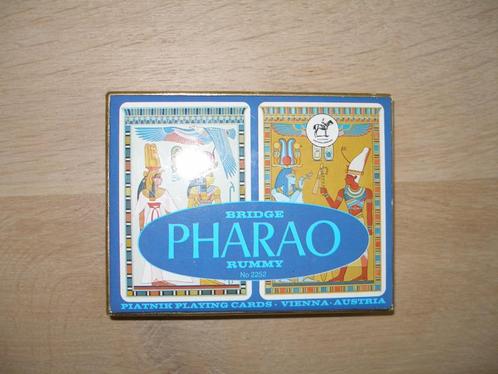 BRIDGE
PHARAO
RUMMY
No 2252
PIATNIK PLAYING CARDS · VIENNA · AUSTRIA